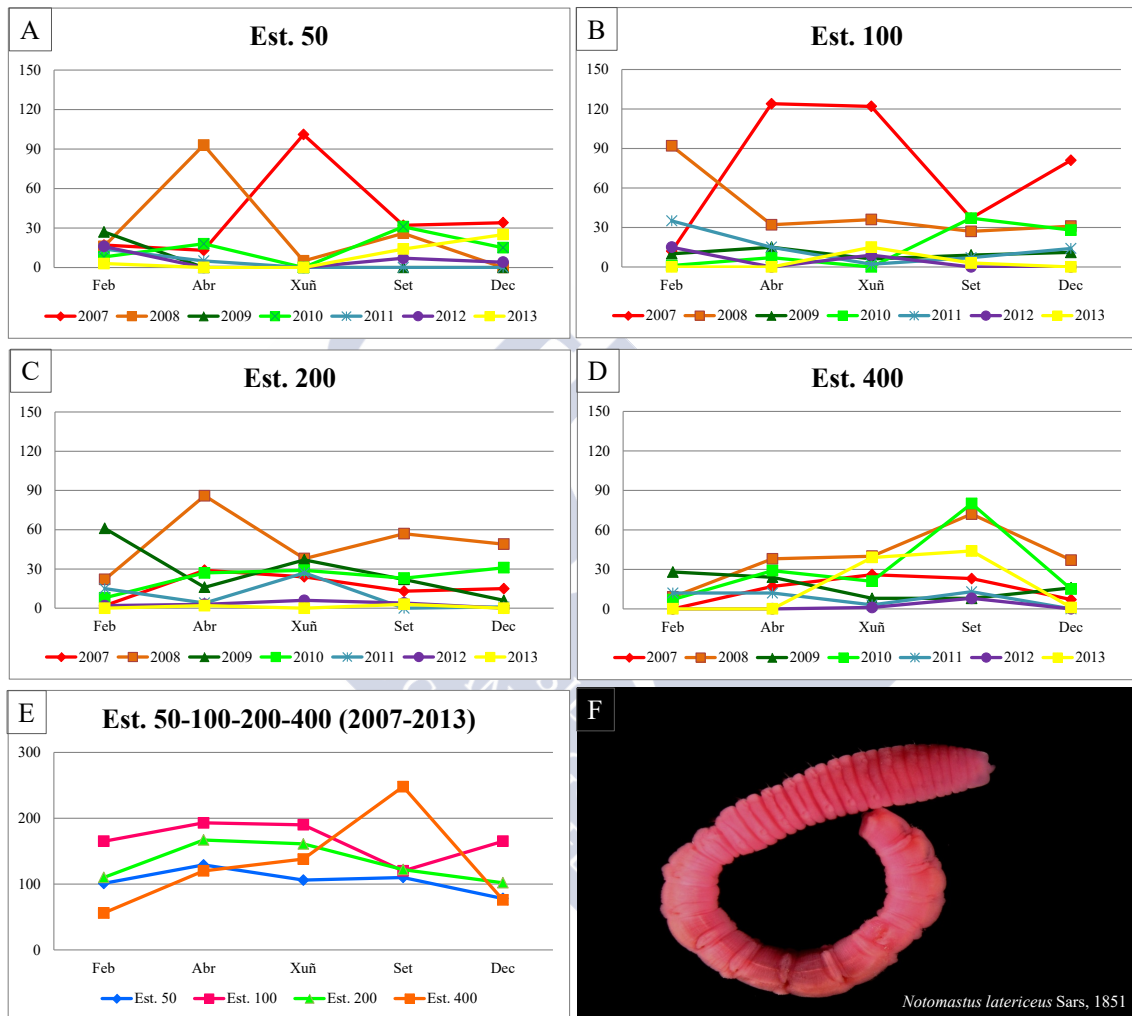 A
Est. 50
150
120
90
60
30
0
Feb Abr Xuñ Set Dec
2007 2008 2009 2010 2011 2012 2013
B
Est. 100
150
120
90
60
30
0
Feb Abr Xuñ Set Dec
2007 2008 2009 2010 2011 2012 2013
C
Est. 200
150
120
90
60
30
0
Feb Abr Xuñ Set Dec
2007 2008 2009 2010 2011 2012 2013
D
Est. 400
150
120
90
60
30
0
Feb Abr Xuñ Set Dec
2007 2008 2009 2010 2011 2012 2013
E
Est. 50-100-200-400 (2007-2013)
300
200
100
0
Feb Abr Xuñ Set Dec
Est. 50 Est. 100 Est. 200 Est. 400
F
Notomastus latericeus Sars, 1851